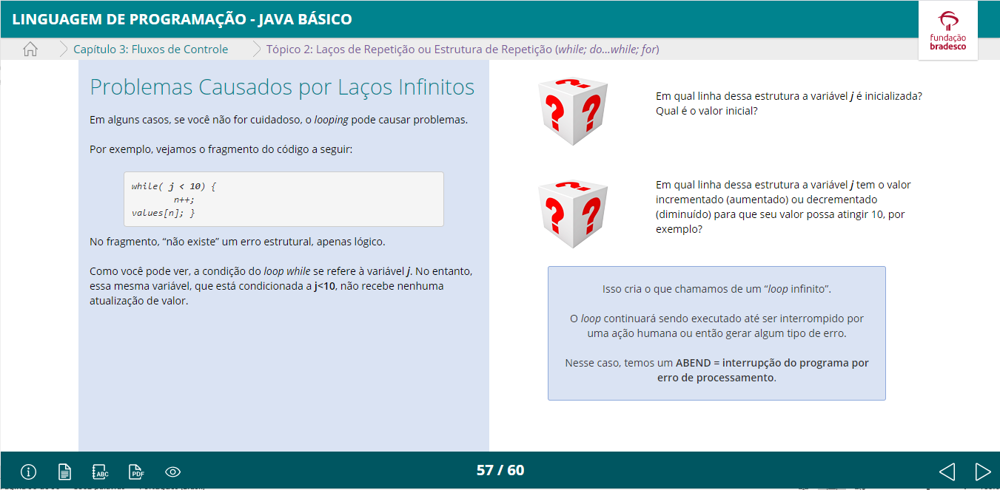 LINGUAGEM DE PROGRAMAÇÃO - JAVA BÁSICO
fundação
bradesco
Capítulo 3: Fluxos de Controle
Tópico 2: Laços de Repetição ou Estrutura de Repetição (while; do...while; for)
Problemas Causados por Laços Infinitos
Em alguns casos, se você não for cuidadoso, o looping pode causar problemas.
Por exemplo, vejamos o fragmento do código a seguir:
while( j < 10) {
n++;
values[n]; }
No fragmento, “não existe” um erro estrutural, apenas lógico.
Como você pode ver, a condição do loop while se refere à variável j. No entanto,
essa mesma variável, que está condicionada a j<10, não recebe nenhuma
atualização de valor.
Em qual linha dessa estrutura a variável j é inicializada?
Qual é o valor inicial?
Em qual linha dessa estrutura a variável j tem o valor
incrementado (aumentado) ou decrementado
(diminuído) para que seu valor possa atingir 10, por
exemplo?
Isso cria o que chamamos de um “loop infinito”.
O loop continuará sendo executado até ser interrompido por
uma ação humana ou então gerar algum tipo de erro.
Nesse caso, temos um ABEND = interrupção do programa por
erro de processamento.
ABC
PDF
57 / 60